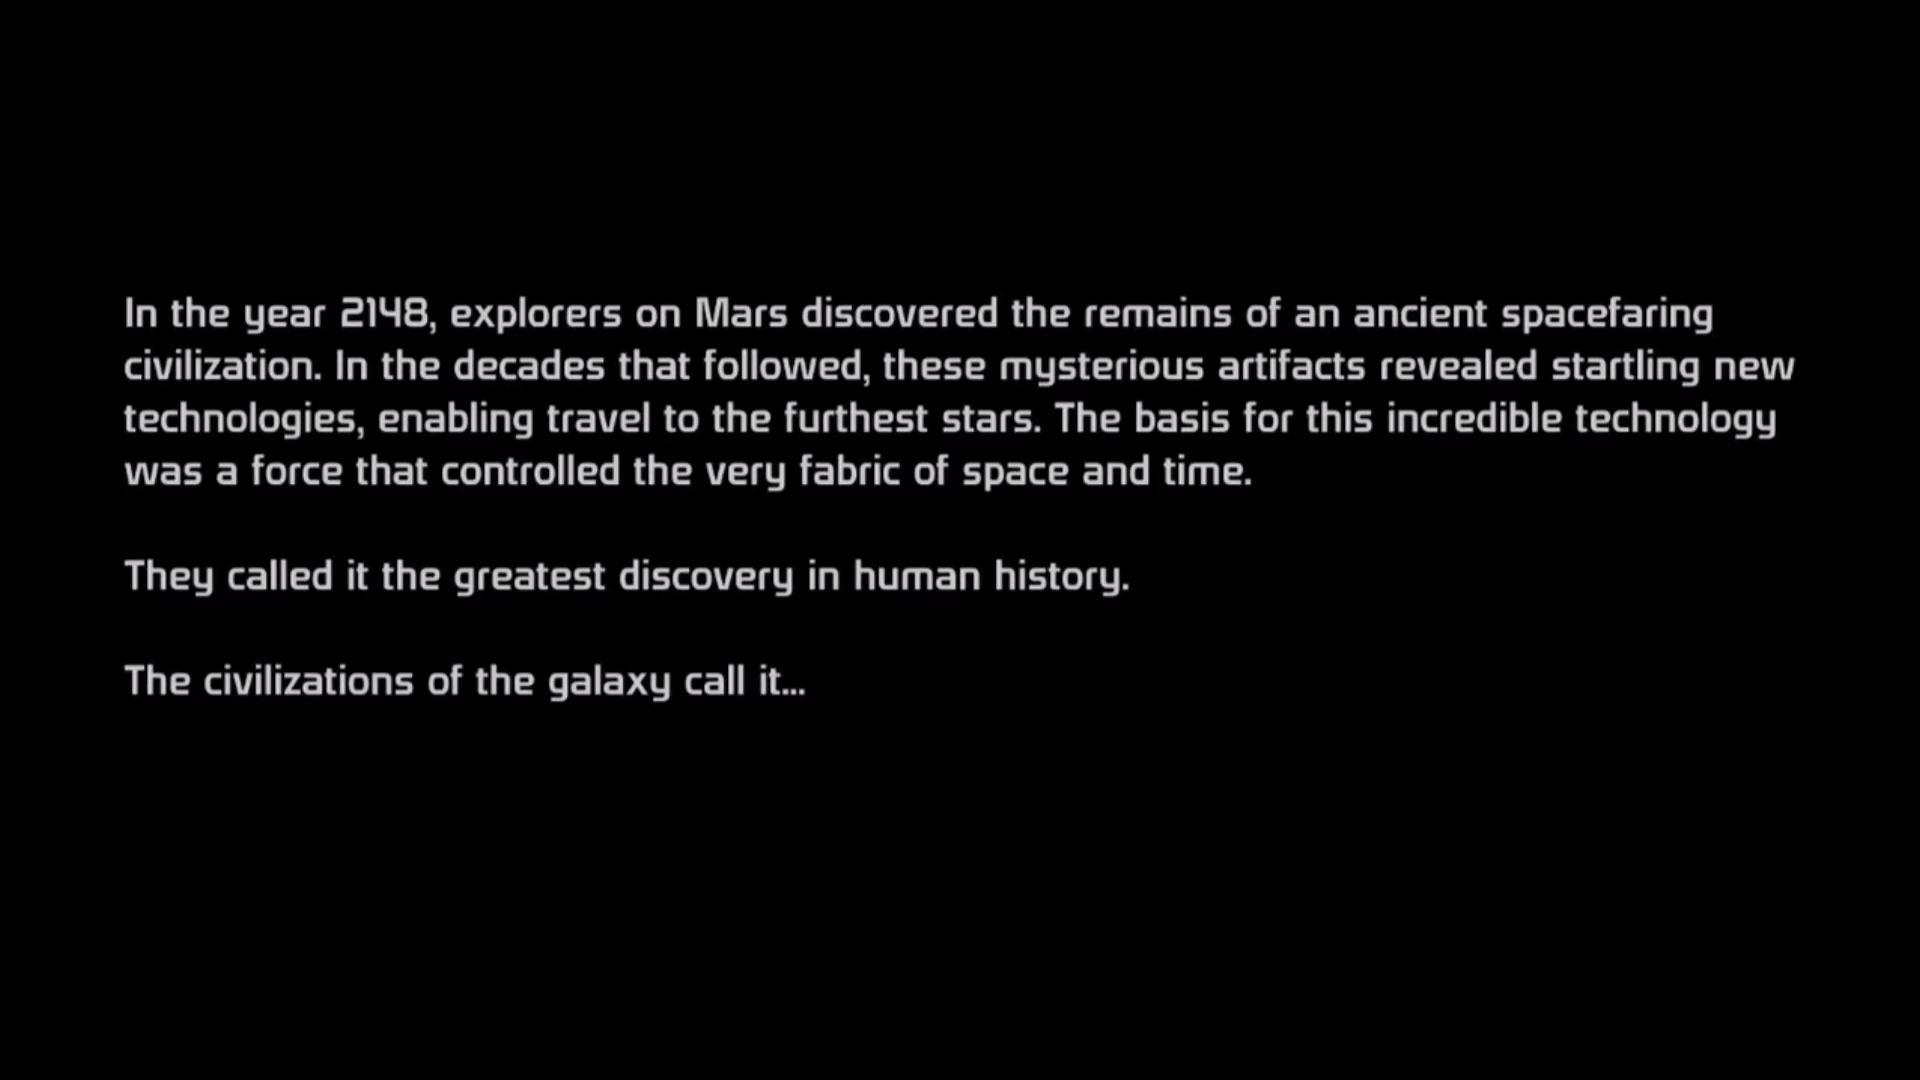 In the year 2148, explorers on Mars discovered the remains of an ancient spacefaring
civilization. In the decades that followed, these mysterious artifacts revealed startling new
technologies, enabling travel to the furthest stars. The basis for this incredible technology
was a force that controlled the very fabric of space and time.
They called it the greatest discovery in human history.
The civilizations of the galaxy call it...